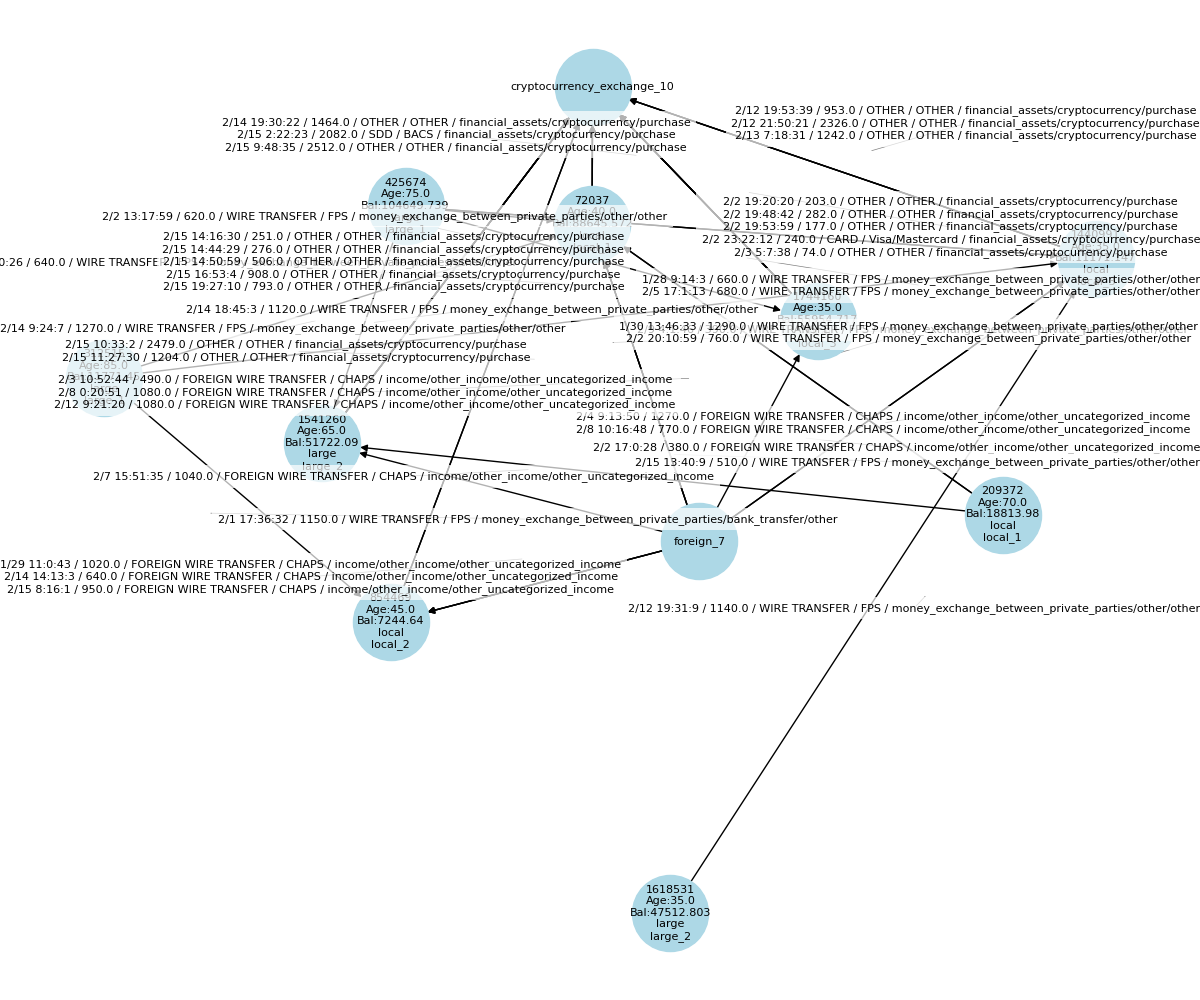 cryptocurrency_exchange_10
2/12 19:53:39 / 953.0 / OTHER / OTHER / financial_assets/cryptocurrency/purchase
2/12 21:50:21 / 2326.0 / OTHER / OTHER / financial_assets/cryptocurrency/purchase
2/13 7:18:31 / 1242.0 / OTHER / OTHER / financial_assets/cryptocurrency/purchase
2/14 19:30:22 / 1464.0 / OTHER / OTHER / financial_assets/cryptocurrency/purchase
2/15 2:22:23 / 2082.0 / SDD / BACS / financial_assets/cryptocurrency/purchase
2/15 9:48:35 / 2512.0 / OTHER / OTHER / financial_assets/cryptocurrency/purchase
425674
Age:75.0
Bal:104649.739
large_1
72037
2/2 13:17:59 / 620.0 / WIRE TRANSFER / FPS / money_exchange_between_private_parties/other/other
2/2 19:20:20 / 203.0 / OTHER / OTHER / financial_assets/cryptocurrency/purchase
2/2 19:48:42 / 282.0 / OTHER / OTHER / financial_assets/cryptocurrency/purchase
2/2 19:53:59 / 177.0 / OTHER / OTHER / financial_assets/cryptocurrency/purchase
2/2 23:22:12 / 240.0 / CARD / Visa/Mastercard / financial_assets/cryptocurrency/purchase
2/3 5:7:38 / 74.0 / OTHER / OTHER / financial_assets/cryptocurrency/purchase
local
2/15 14:16:30 / 251.0 / OTHER / OTHER / financial_assets/cryptocurrency/purchase
2/15 14:44:29 / 276.0 / OTHER / OTHER / financial_assets/cryptocurrency/purchase
2/15 14:50:59 / 506.0 / OTHER / OTHER / financial_assets/cryptocurrency/purchase
2/15 16:53:4 / 908.0 / OTHER / OTHER / financial_assets/cryptocurrency/purchase
2/15 19:27:10 / 793.0 / OTHER / OTHER / financial_assets/cryptocurrency/purchase
0:26 / 640.0 / WIRE TRANSFE
1/28 9:14:3 / 660.0 / WIRE TRANSFER / FPS / money_exchange_between_private_parties/other/other
2/5 17:1:13 / 680.0 / WIRE TRANSFER / FPS / money_exchange_between_private_parties/other/other
1744160
Age:35.0
2/14 18:45:3 / 1120.0 / WIRE TRANSFER / FPS / money_exchange_between_private_parties/other/other
2/14 9:24:7 / 1270.0 / WIRE TRANSFER / FPS / money_exchange_between_private_parties/other/other
1/30 13:46:33 / 1290.0 / WIRE TRANSFER / FPS / money_exchange_between_private_parties/other/other
2/2 20:10:59 / 760.0 / WIRE TRANSFER / FPS / money_exchange_between_private_parties/other/other
2/15 10:33:2 / 2479.0 / OTHER / OTHER / financial_assets/cryptocurrency/purchase
2/15 11:27:30 / 1204.0 / OTHER / OTHER / financial_assets/cryptocurrency/purchase
Age:85.0
2/3 10:52:44 / 490.0 / FOREIGN WIRE TRANSFER / CHAPS / income/other_income/other_uncategorized_income
2/8 0:20:51 / 1080.0 / FOREIGN WIRE TRANSFER / CHAPS / income/other_income/other_uncategorized_income
2/12 9:21:20 / 1080.0 / FOREIGN WIRE TRANSFER / CHAPS / income/other_income/other_uncategorized_income
1541260
Age:65.0
Bal:51722.09
large
large_2
2/4 9:13:50 / 1270.0 / FOREIGN WIRE TRANSFER / CHAPS / income/other_income/other_uncategorized_income
2/8 10:16:48 / 770.0 / FOREIGN WIRE TRANSFER / CHAPS / income/other_income/other_uncategorized_income
2/2 17:0:28 / 380.0 / FOREIGN WIRE TRANSFER / CHAPS / income/other_income/other_uncategorized_income
2/15 13:40:9 / 510.0 / WIRE TRANSFER / FPS / money_exchange_between_private_parties/other/other
2/7 15:51:35 / 1040.0 / FOREIGN WIRE TRANSFER / CHAPS / income/other_income/other_uncategorized_income
209372
Age:70.0
Bal:18813.98
local
local_1
2/1 17:36:32 / 1150.0 / WIRE TRANSFER / FPS / money_exchange_between_private_parties/bank_transfer/other
foreign_7
1/29 11:0:43 / 1020.0 / FOREIGN WIRE TRANSFER / CHAPS / income/other_income/other_uncategorized_income
2/14 14:13:3 / 640.0 / FOREIGN WIRE TRANSFER / CHAPS / income/other_income/other_uncategorized_income
2/15 8:16:1 / 950.0 / FOREIGN WIRE TRANSFER / CHAPS / income/other_income/other_uncategorized_income
Age:45.0
Bal:7244.64
local
local_2
2/12 19:31:9 / 1140.0 / WIRE TRANSFER / FPS / money_exchange_between_private_parties/other/other
1618531
Age:35.0
Bal:47512.803
large
large_2